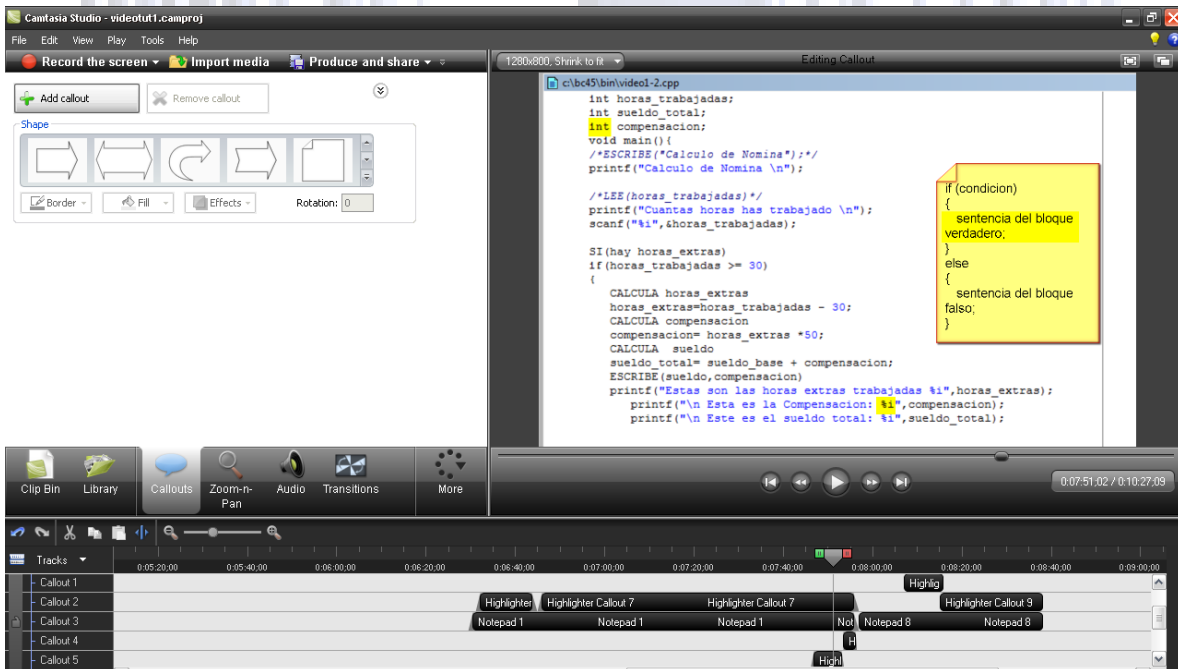 Camtasia Studio - videotut1.camproj
File Edit View Play Tools Help
Record the screen Import media Produce and share
1280x800, Shrink to fit
Editing Callout
Add callout
Remove callout
Shape
Border
Fill
Effects
Rotation: 0
c:\bc45\bin\video1-2.cpp
int horas_trabajadas;
int sueldo_total;
int compensacion;
void main(){
/*ESCRIBE("Calculo de Nomina");*/
printf("Calculo de Nomina \n");
/*LEE(horas_trabajadas)*/
printf("Cuantas horas has trabajado \n");
scanf("%i",&horas_trabajadas);
SI(hay horas_extras)
if(horas_trabajadas >= 30)
{
CALCULA horas_extras
horas_extras=horas_trabajadas - 30;
CALCULA compensacion
compensacion= horas_extras *50;
CALCULA sueldo
sueldo_total= sueldo_base + compensacion;
ESCRIBE(sueldo,compensacion)
printf("Estas son las horas extras trabajadas %i",horas_extras);
printf("\n Esta es la Compensacion: %i",compensacion);
printf("\n Este es el sueldo total: %i",sueldo_total);
if (condicion)
{
sentencia del bloque
verdadero;
}
else
{
sentencia del bloque
falso;
}
Clip Bin
Library
Callouts
Zoom-n-
Pan
Audio
Transitions
More
0:07:51;02 / 0:10:27;09
Tracks
0:05:20;00 0:05:40;00 0:06:00;00 0:06:20;00 0:06:40;00 0:07:00;00 0:07:20;00 0:07:40;00 0:08:00;00 0:08:20;00 0:08:40;00 0:09:00;00
Callout 1 Highlig
Callout 2 Highlighter Highlighter Callout 7 Highlighter Callout 7 Highlighter Callout 9
Callout 3 Notepad 1 Notepad 1 Notepad 1 Not Notepad 8 Notepad 8
Callout 4 H
Callout 5 Highl